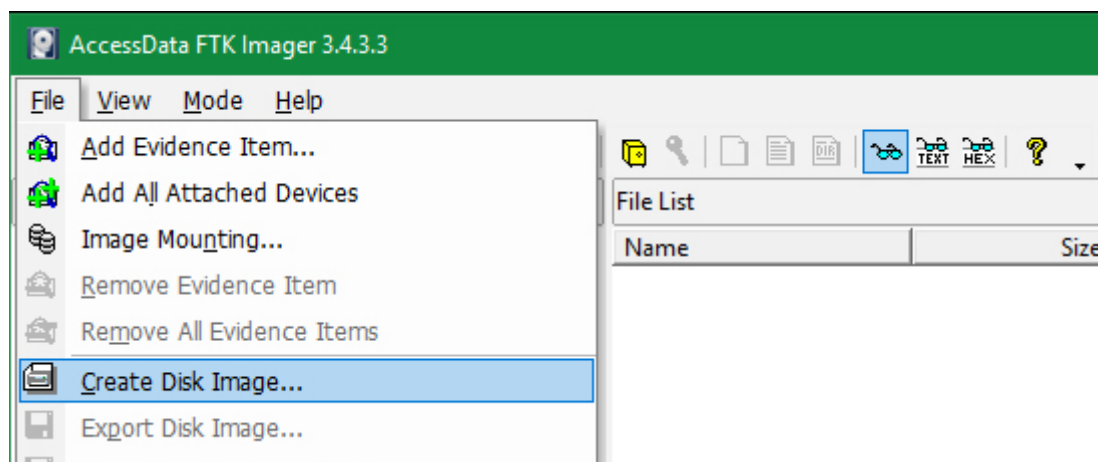 AccessData FTK Imager 3.4.3.3
File View Mode Help
Add Evidence Item...
Add All Attached Devices
Image Mounting...
Remove Evidence Item
Remove All Evidence Items
Create Disk Image...
Export Disk Image...
DIR TEXT HEX ?
File List
Name Size